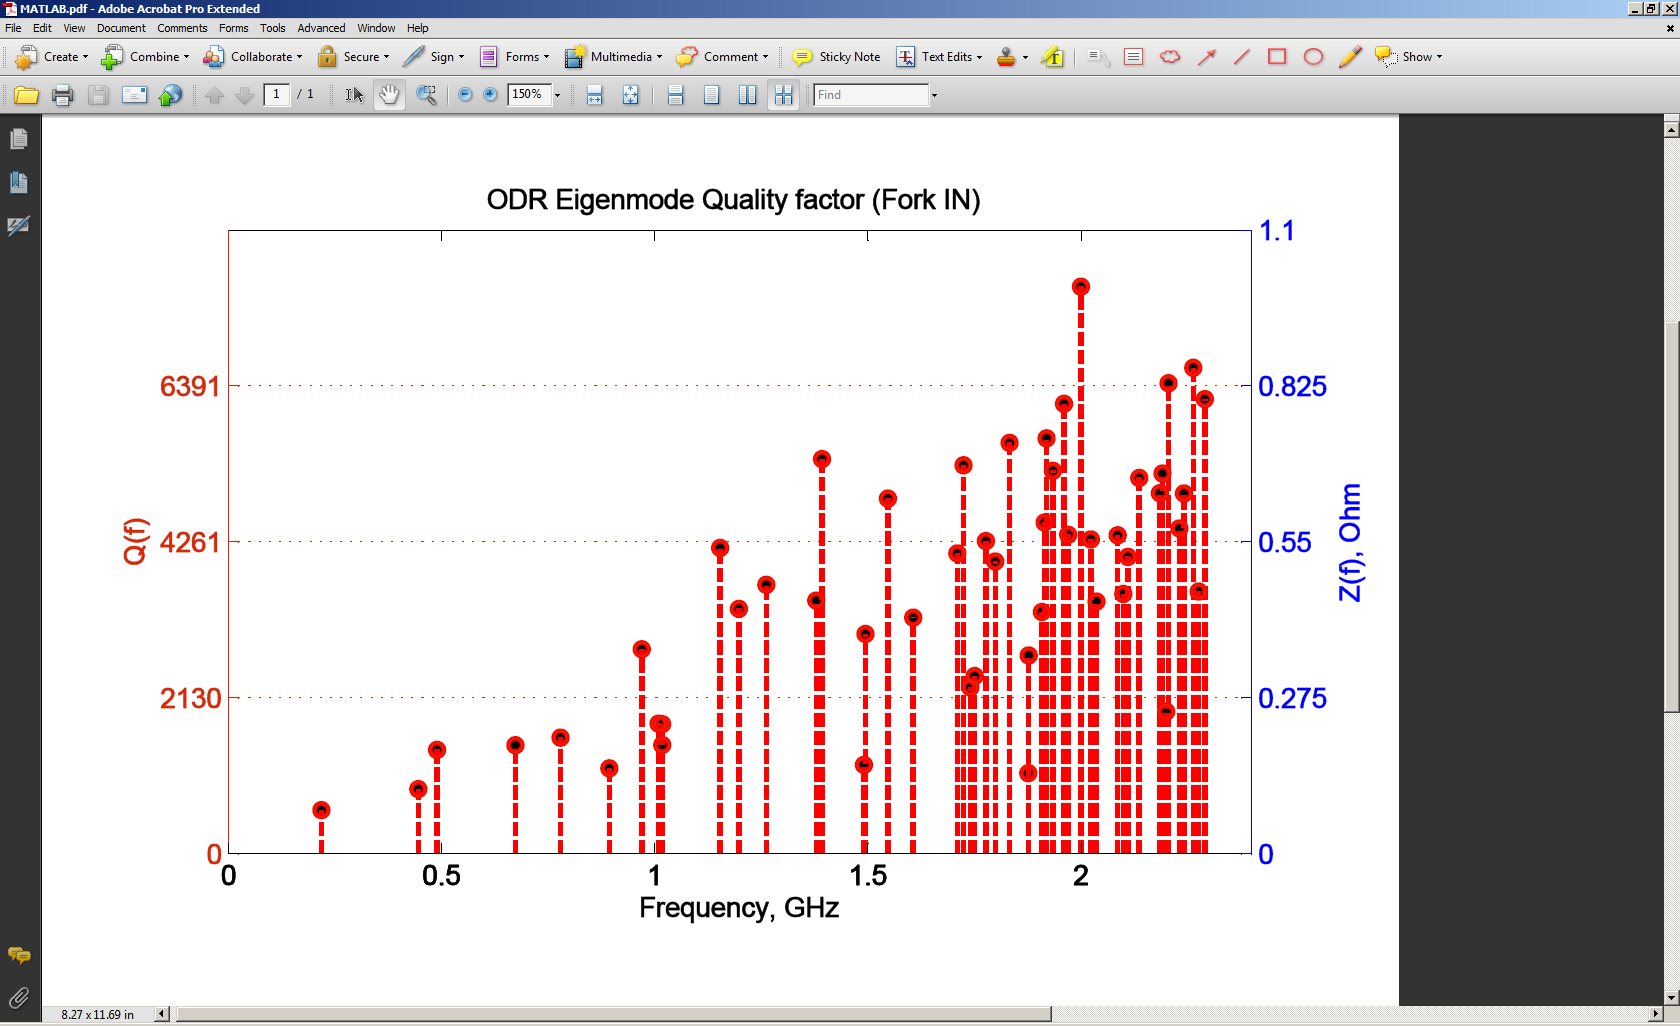 MATLAB.pdf - Adobe Acrobat Pro Extended
File Edit View Document Comments Forms Tools Advanced Window Help
Create Combine Collaborate Secure Sign Forms Multimedia Comment Sticky Note Text Edits Show
1 / 1 150% Find
ODR Eigenmode Quality factor (Fork IN)
1.1
6391 0.825
Q(f) 4261 0.55 Z(f), Ohm
2130 0.275
0 0
0 0.5 1 1.5 2
Frequency, GHz
8.27 x 11.69 in